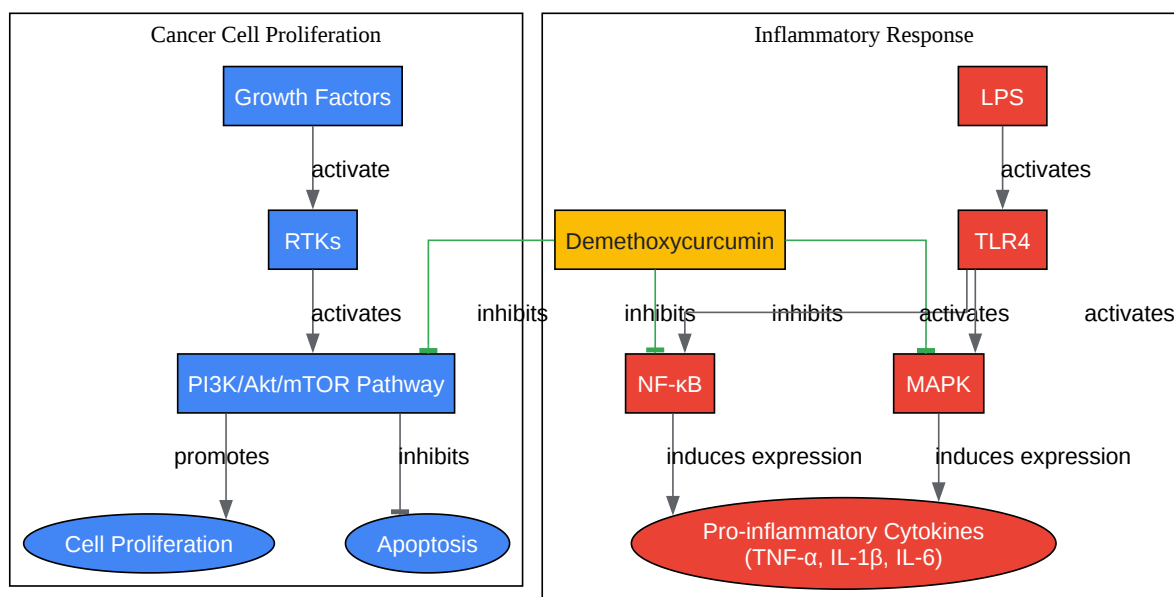 Cancer Cell Proliferation
Inflammatory Response
Growth Factors
LPS
activate
activates
RTKs
Demethoxycurcumin
TLR4
activates
inhibits
inhibits
inhibits
activates
activates
PI3K/Akt/mTOR Pathway
NF-κB
MAPK
promotes
inhibits
induces expression
induces expression
Cell Proliferation
Apoptosis
Pro-inflammatory Cytokines
(TNF-α, IL-1β, IL-6)